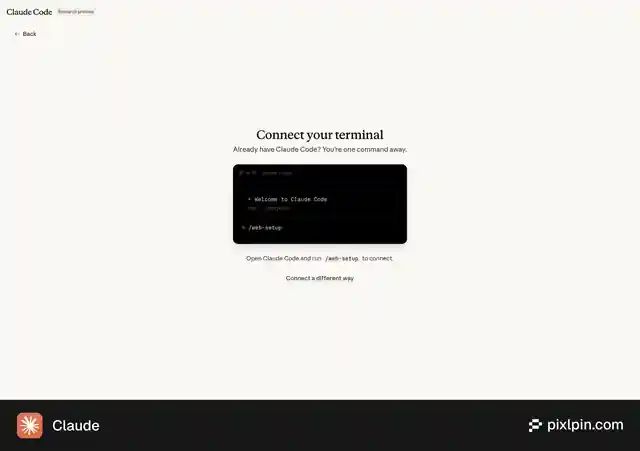 Claude Code Research preview
← Back
Connect your terminal
Already have Claude Code? You're one command away.
Welcome to Claude Code
/web-setup
Open Claude Code and run /web-setup to connect.
Connect a different way
Claude
pixlpin.com